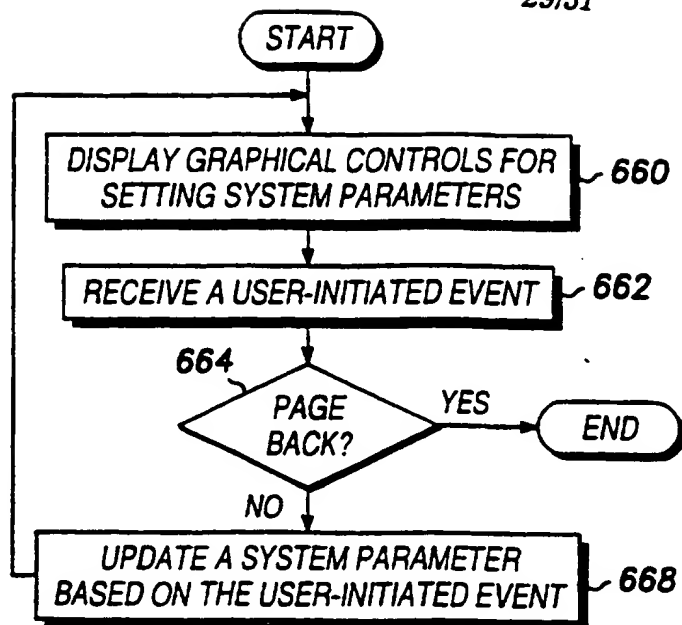 29/31
START
DISPLAY GRAPHICAL CONTROLS FOR
SETTING SYSTEM PARAMETERS
660
RECEIVE A USER-INITIATED EVENT
662
664
PAGE
BACK?
YES
END
NO
UPDATE A SYSTEM PARAMETER
BASED ON THE USER-INITIATED EVENT
668